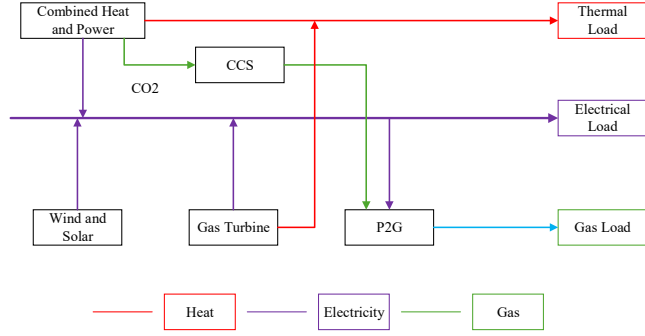 Combined Heat
and Power
Thermal
Load
CCS
CO2
Electrical
Load
Wind and
Solar
Gas Turbine
P2G
Gas Load
Heat
Electricity
Gas